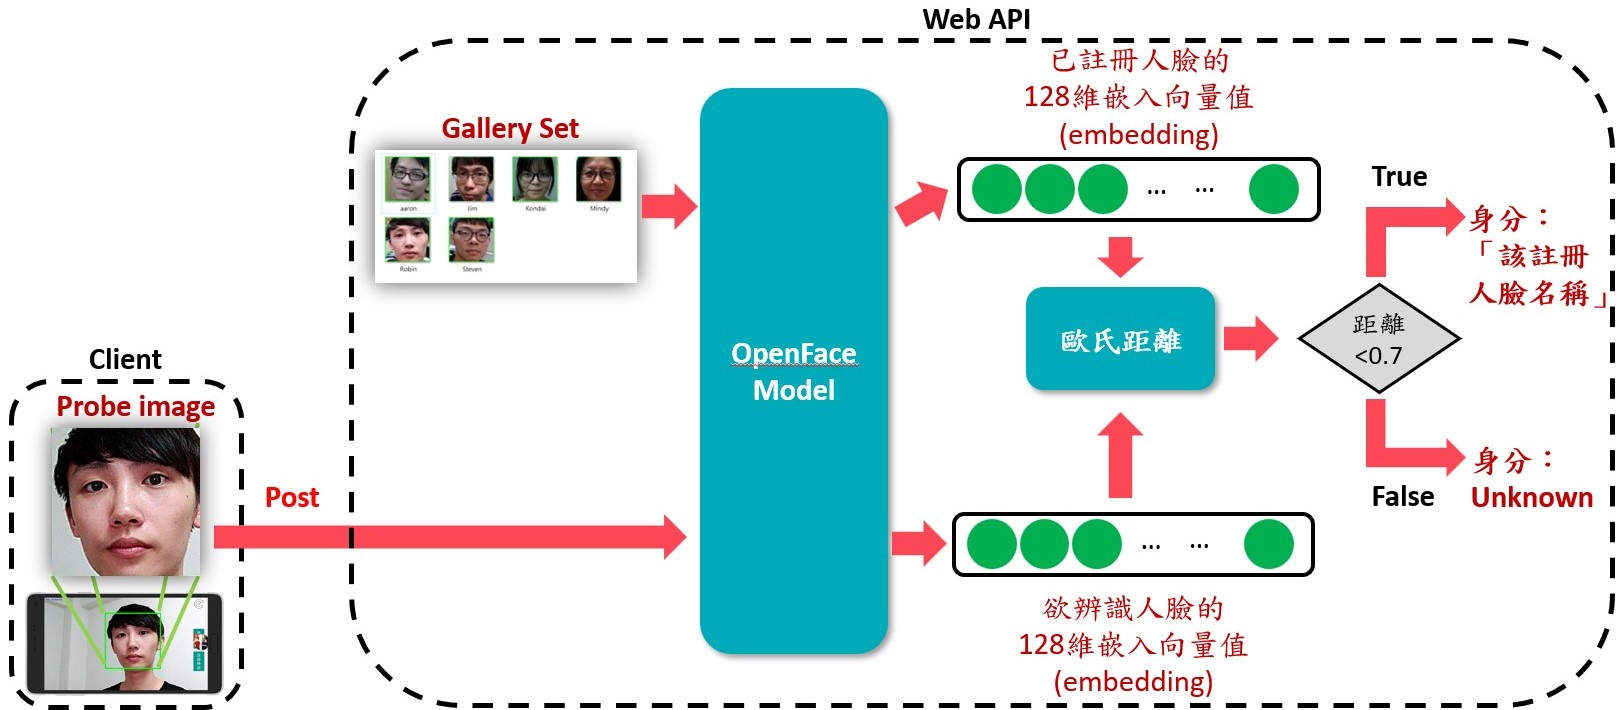 Web API
已註冊人臉的
128維嵌入向量值
(embedding)
Gallery Set
aaron
Jim
Kondai
Mindy
Robin
Steven
... ...
True
身分：
「該註冊
人臉名稱」
OpenFace
Model
歐氏距離
距離
<0.7
Client
Probe image
Post
False
身分：
Unknown
... ...
欲辨識人臉的
128維嵌入向量值
(embedding)